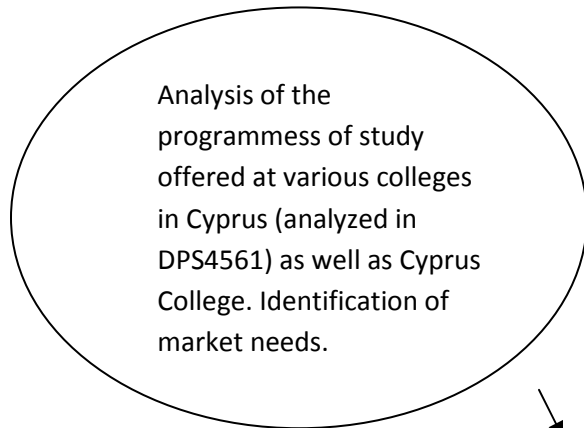 Analysis of the
programmess of study
offered at various colleges
in Cyprus (analyzed in
DPS4561) as well as Cyprus
College. Identification of
market needs.